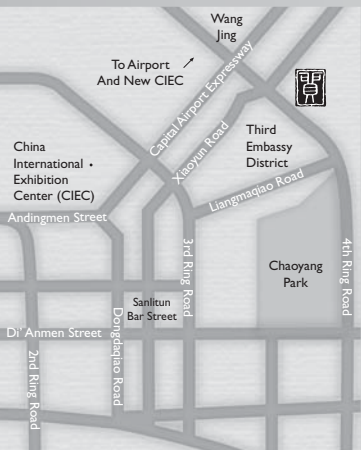 Wang
Jing
To Airport
And New CIEC
Capital Airport Expressway
Xiaoyun Road
Third
Embassy
District
China
International •
Exhibition
Center (CIEC)
Liangmaqiao Road
Andingmen Street
3rd Ring Road
4th Ring Road
Chaoyang
Park
Sanlitun
Bar Street
Dongdaqiao Road
Di' Anmen Street
2nd Ring Road